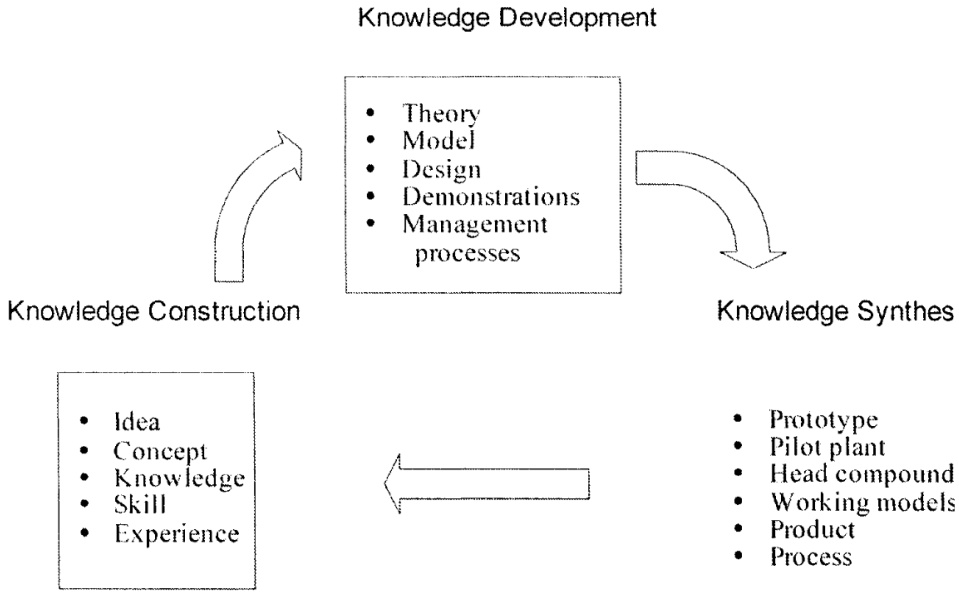 Knowledge Development
• Theory
• Model
• Design
• Demonstrations
• Management
processes
Knowledge Construction
• Idea
• Concept
• Knowledge
• Skill
• Experience
Knowledge Synthes
• Prototype
• Pilot plant
• Head compound
• Working models
• Product
• Process